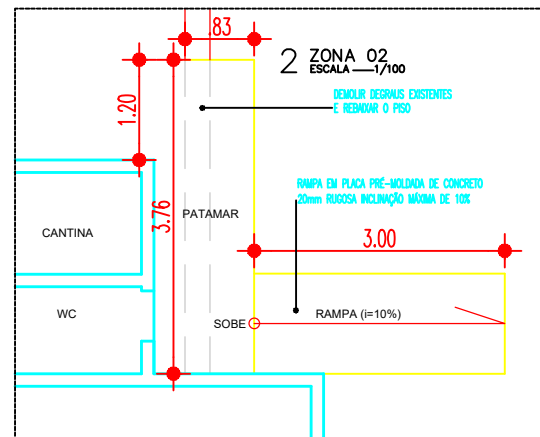 .83
2 ZONA 02
ESCALA 1/100
DEMOLIR DEGRAUS EXISTENTES
E REBAIXAR O PISO
1.20
RAMPA EM PLACA PRÉ-MOLDADA DE CONCRETO
20mm RUGOSA INCLINAÇÃO MÁXIMA DE 10%
3.76
PATAMAR
CANTINA
3.00
WC
SOBE
RAMPA (i=10%)